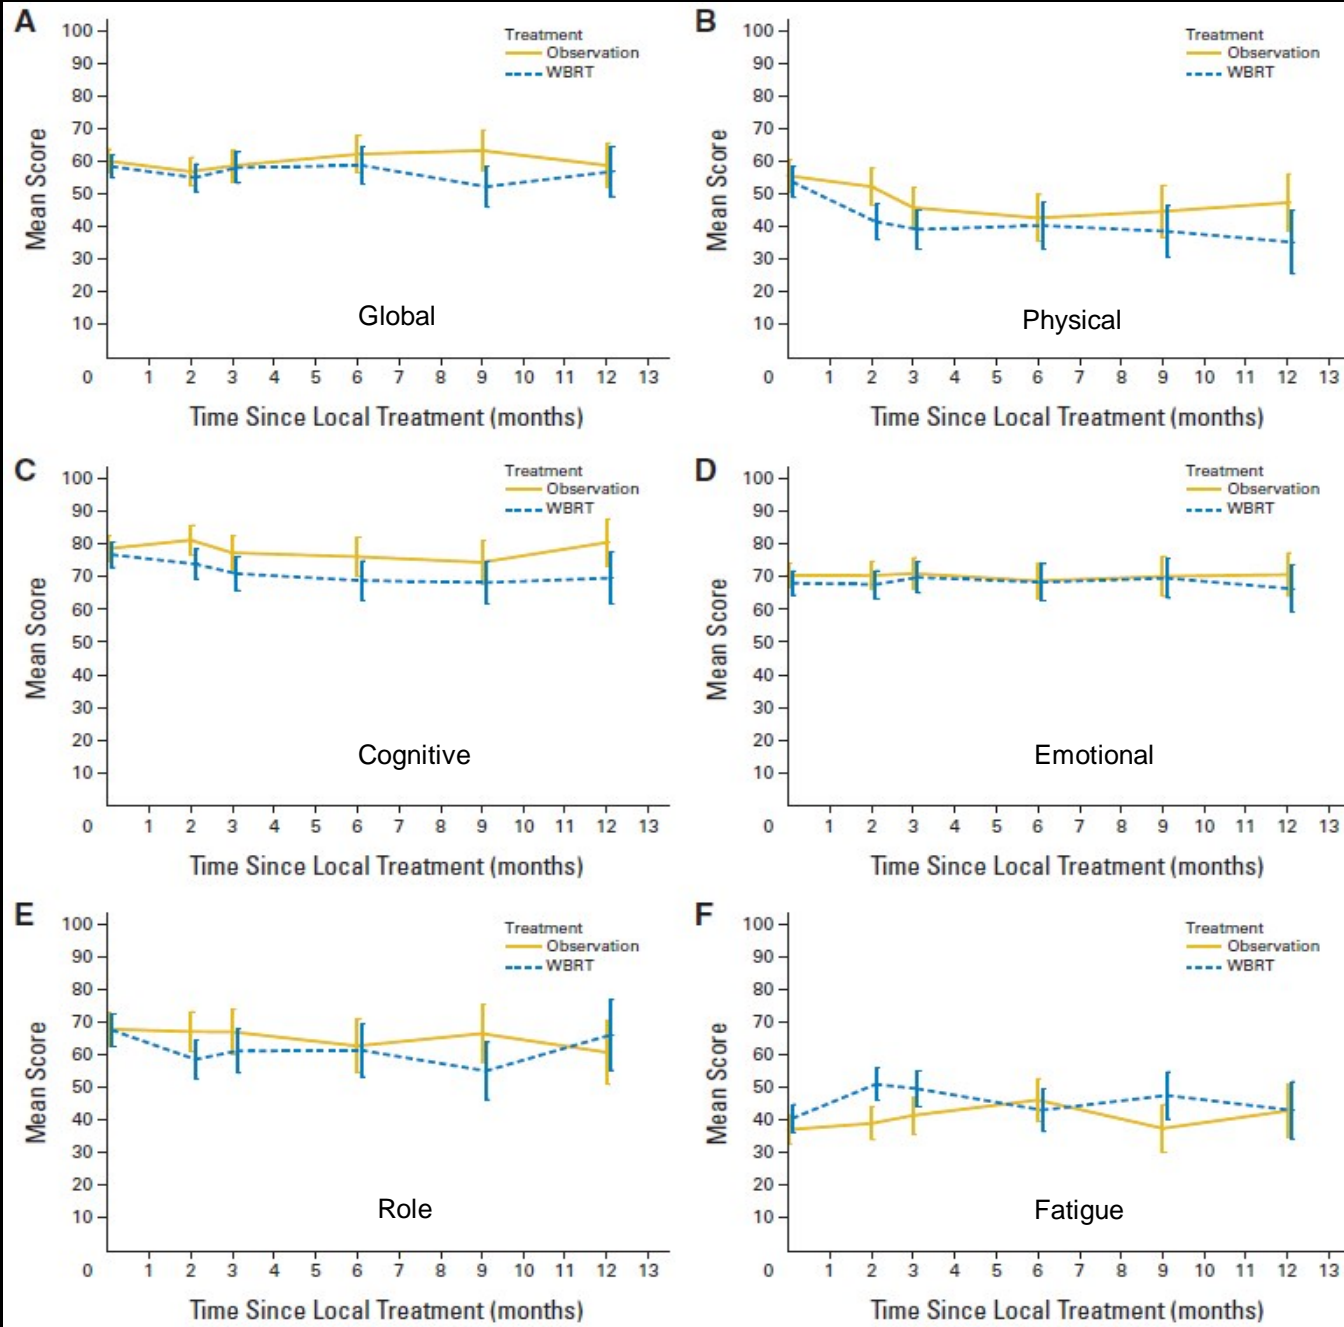 A
Treatment
Observation
WBRT
100
90
80
70
60
50
40
30
20
10
0
Mean Score
Global
1 2 3 4 5 6 7 8 9 10 11 12 13
Time Since Local Treatment (months)
B
Treatment
Observation
WBRT
100
90
80
70
60
50
40
30
20
10
0
Mean Score
Physical
1 2 3 4 5 6 7 8 9 10 11 12 13
Time Since Local Treatment (months)
C
Treatment
Observation
WBRT
100
90
80
70
60
50
40
30
20
10
0
Mean Score
Cognitive
1 2 3 4 5 6 7 8 9 10 11 12 13
Time Since Local Treatment (months)
D
Treatment
Observation
WBRT
100
90
80
70
60
50
40
30
20
10
0
Mean Score
Emotional
1 2 3 4 5 6 7 8 9 10 11 12 13
Time Since Local Treatment (months)
E
Treatment
Observation
WBRT
100
90
80
70
60
50
40
30
20
10
0
Mean Score
Role
1 2 3 4 5 6 7 8 9 10 11 12 13
Time Since Local Treatment (months)
F
Treatment
Observation
WBRT
100
90
80
70
60
50
40
30
20
10
0
Mean Score
Fatigue
1 2 3 4 5 6 7 8 9 10 11 12 13
Time Since Local Treatment (months)